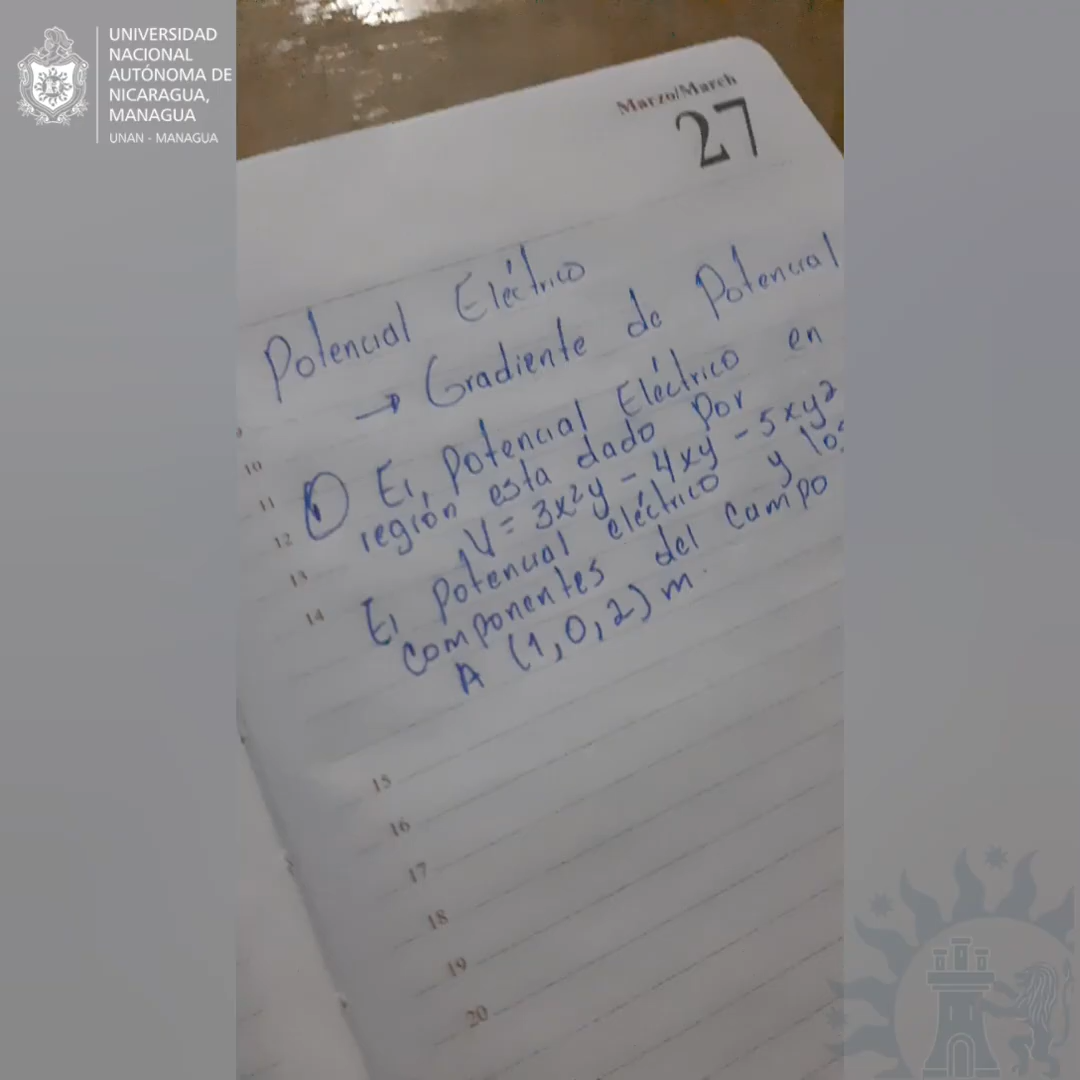 UNIVERSIDAD
NACIONAL
AUTÓNOMA DE
NICARAGUA,
MANAGUA
UNAN - MANAGUA
Marzo/March
27
Potencial Eléctrico
→ Gradiente de Potencial
① El potencial Eléctrico en
región esta dado por
V = 3x²y - 4xy - 5xy²
El potencial eléctrico y los
componentes del campo
A (1,0,2) m.
10
11
12
13
14
15
16
17
18
19
20